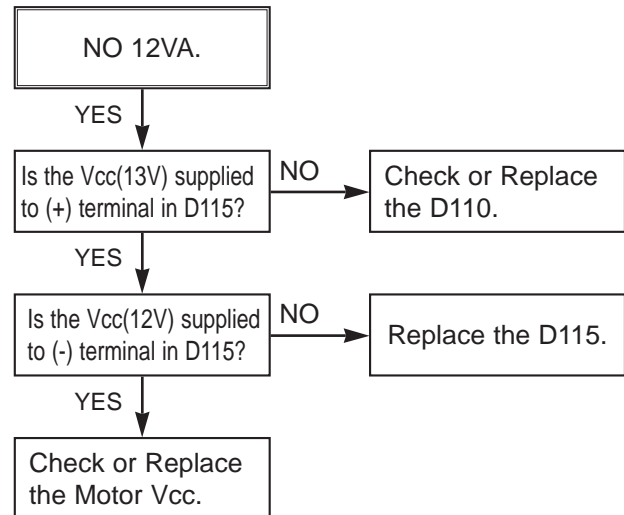 NO 12VA.
YES
Is the Vcc(13V) supplied
to (+) terminal in D115?
NO
Check or Replace
the D110.
YES
Is the Vcc(12V) supplied
to (-) terminal in D115?
NO
Replace the D115.
YES
Check or Replace
the Motor Vcc.